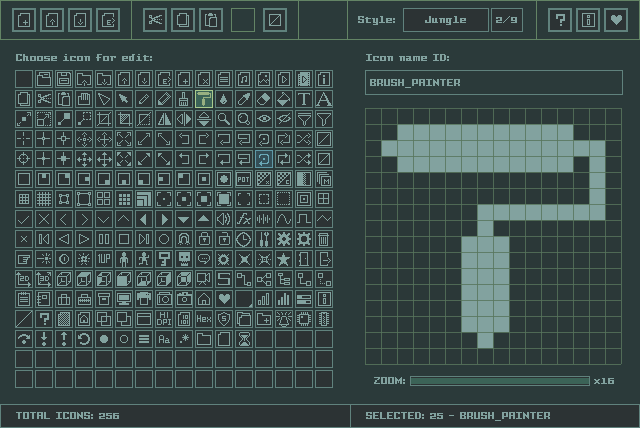 Style: Jungle 2/9
Choose icon for edit:
Icon name ID:
BRUSH_PAINTER
ZOOM: x16
TOTAL ICONS: 256
SELECTED: 25 - BRUSH_PAINTER